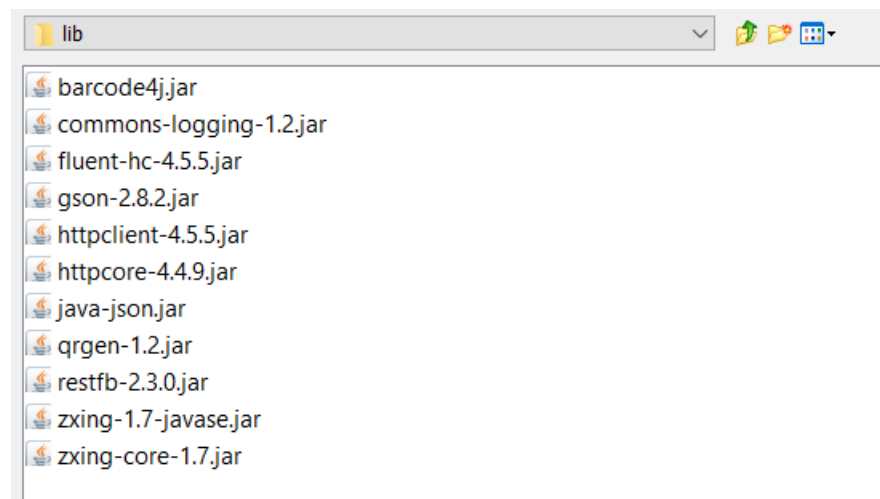 lib
barcode4j.jar
commons-logging-1.2.jar
fluent-hc-4.5.5.jar
gson-2.8.2.jar
httpclient-4.5.5.jar
httpcore-4.4.9.jar
java-json.jar
qrgen-1.2.jar
restfb-2.3.0.jar
zxing-1.7-javase.jar
zxing-core-1.7.jar